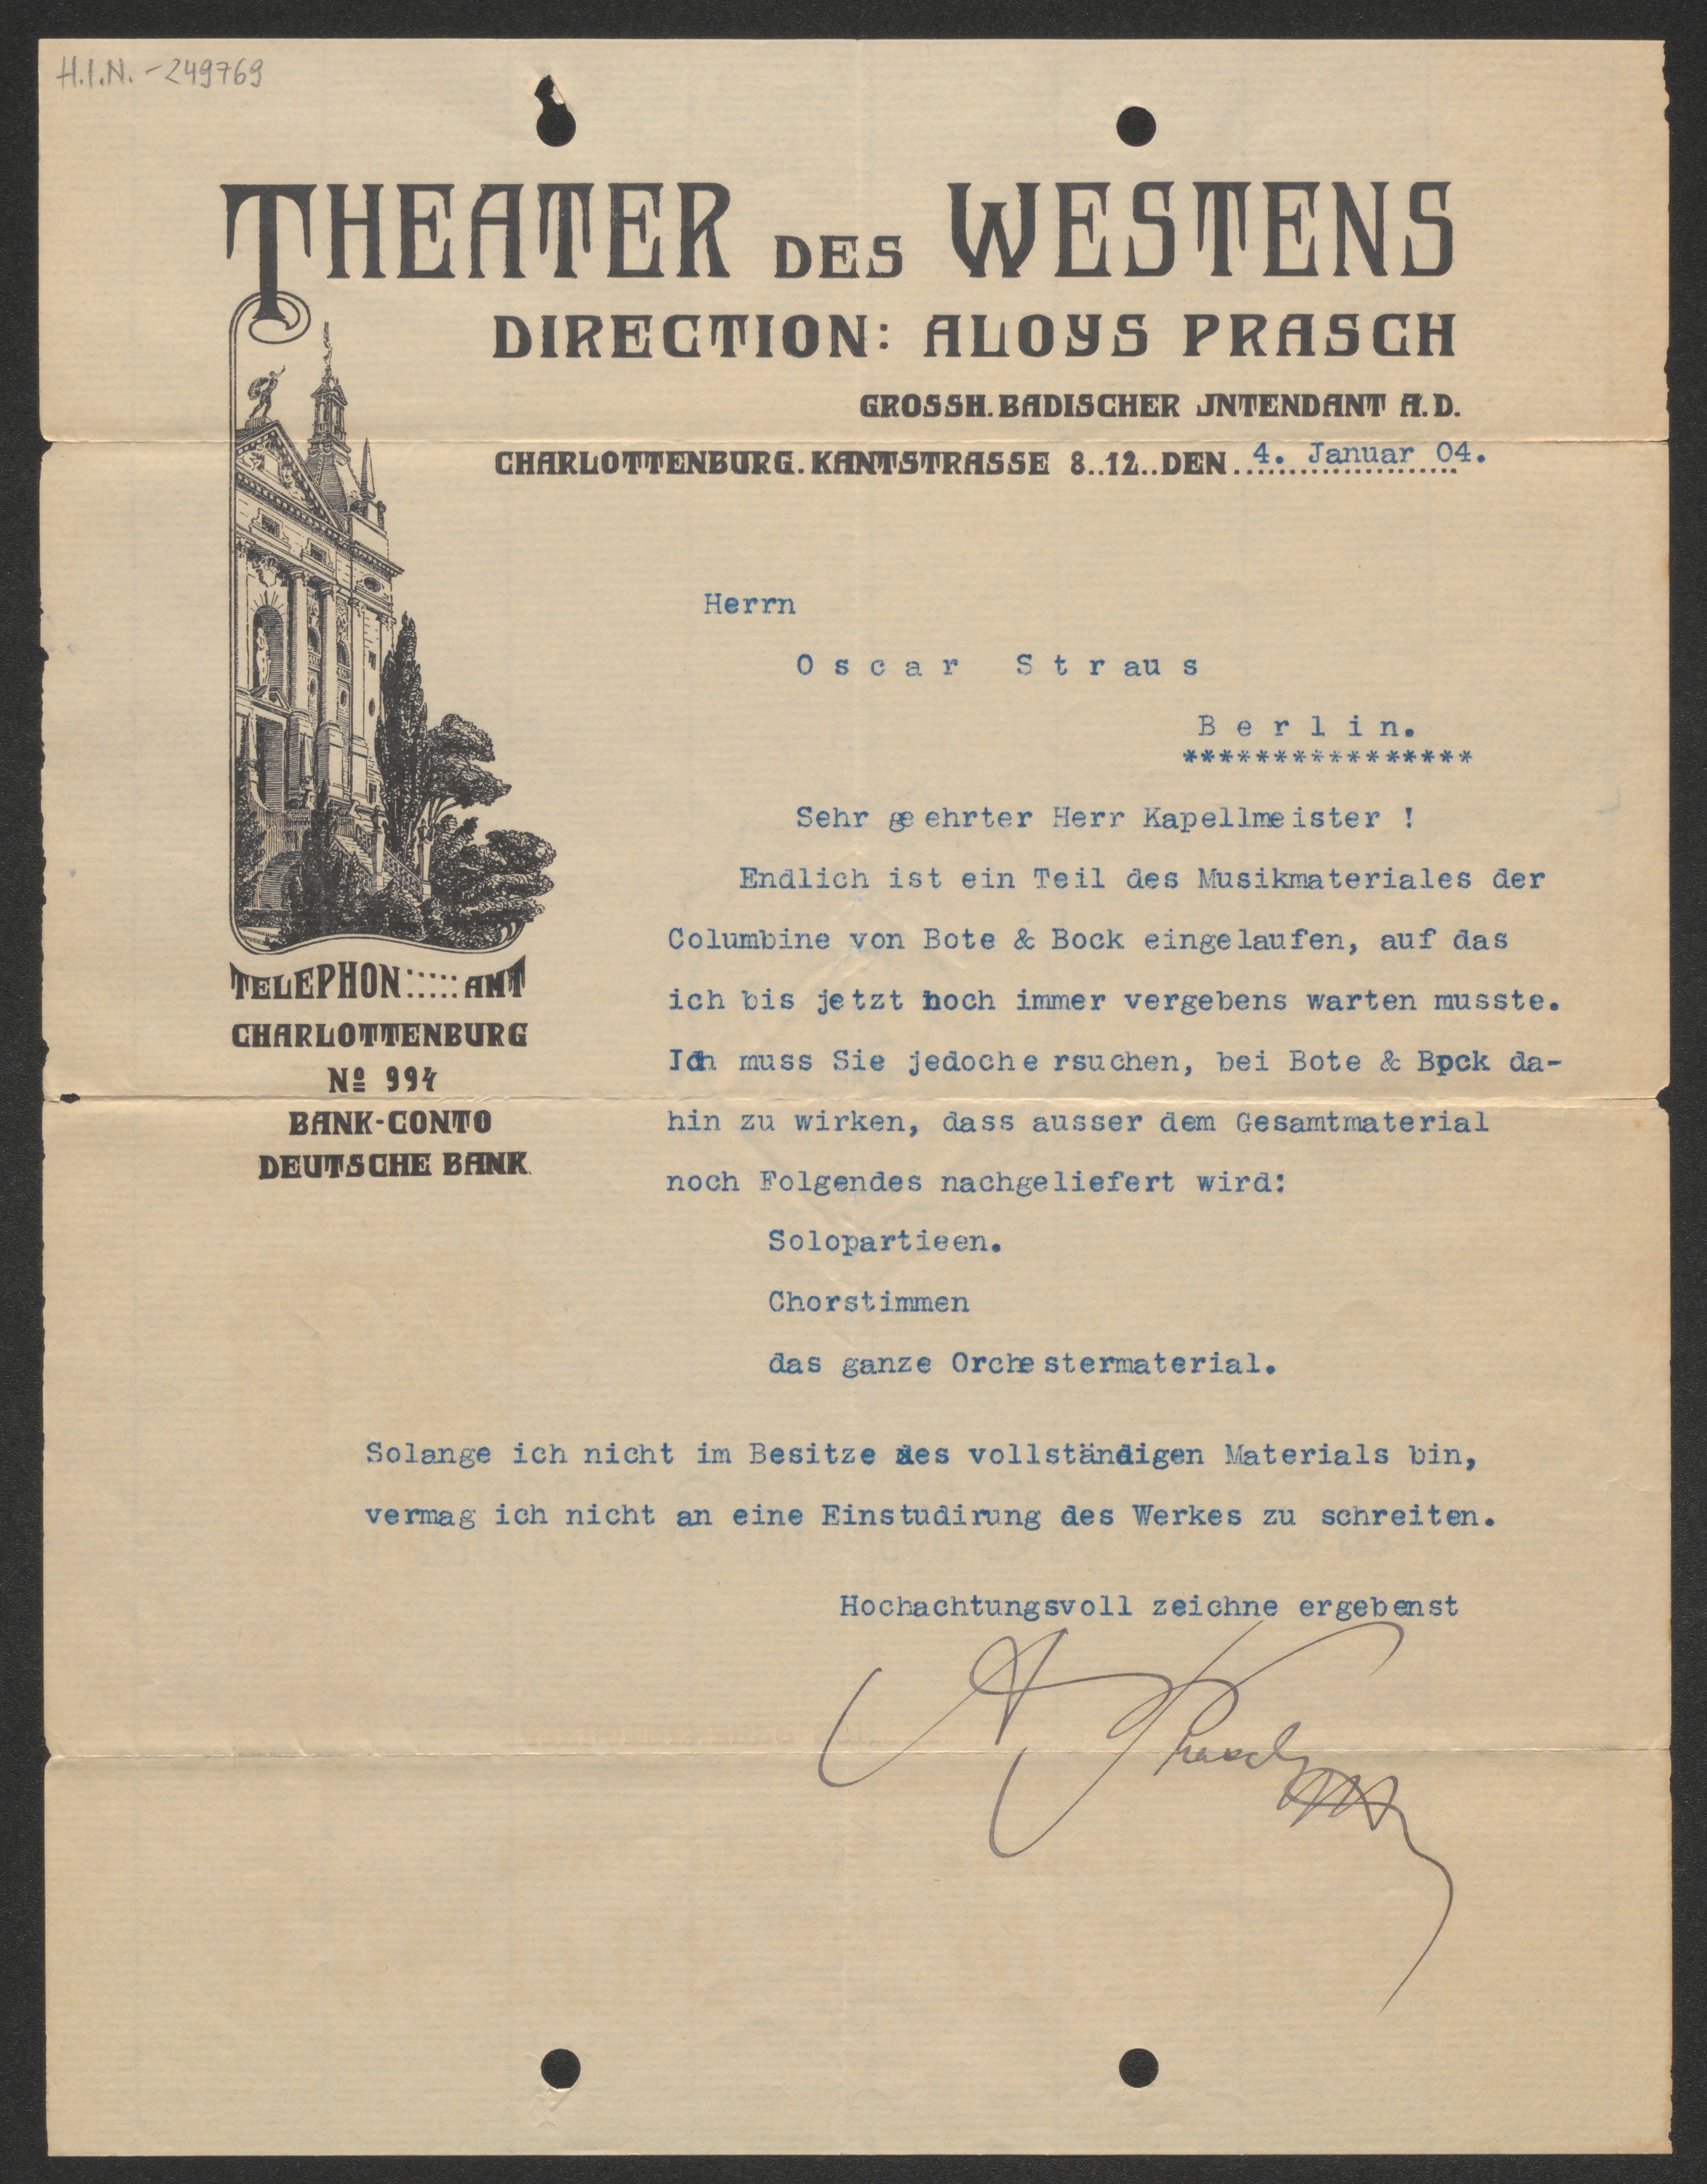 H.I.N. - 249769
THEATER DES WESTENS
DIRECTION: ALOYS PRASCH
GROSSH. BADISCHER JNTENDANT A.D.
CHARLOTTENBURG. KANTSTRASSE 8..12..DEN 4. Januar 04.
Herrn
Oscar Straus
Berlin.
****************
Sehr geehrter Herr Kapellmeister !
Endlich ist ein Teil des Musikmateriales der
Columbine von Bote & Bock eingelaufen, auf das
ich bis jetzt noch immer vergebens warten musste.
Ich muss Sie jedoche rsuchen, bei Bote & Bock da-
hin zu wirken, dass ausser dem Gesamtmaterial
noch Folgendes nachgeliefert wird:
Solopartieen.
Chorstimmen
das ganze Orchestermaterial.
Solange ich nicht im Besitze des vollständigen Materials bin,
vermag ich nicht an eine Einstudirung des Werkes zu schreiten.
Hochachtungsvoll zeichne ergebenst
A. Prasch
TELEPHON:::::AMT
CHARLOTTENBURG
No 994
BANK-CONTO
DEUTSCHE BANK.